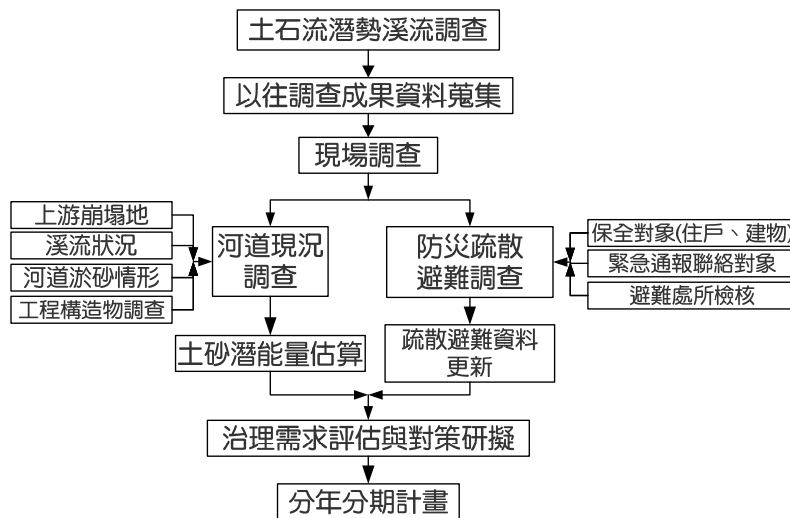 土石流潛勢溪流調查
以往調查成果資料蒐集
現場調查
上游崩塌地
溪流狀況
河道淤砂情形
工程構造物調查
河道現況
調查
防災疏散
避難調查
保全對象(住戶、建物)
緊急通報聯絡對象
避難處所檢核
土砂潛能量估算
疏散避難資料
更新
治理需求評估與對策研擬
分年分期計畫